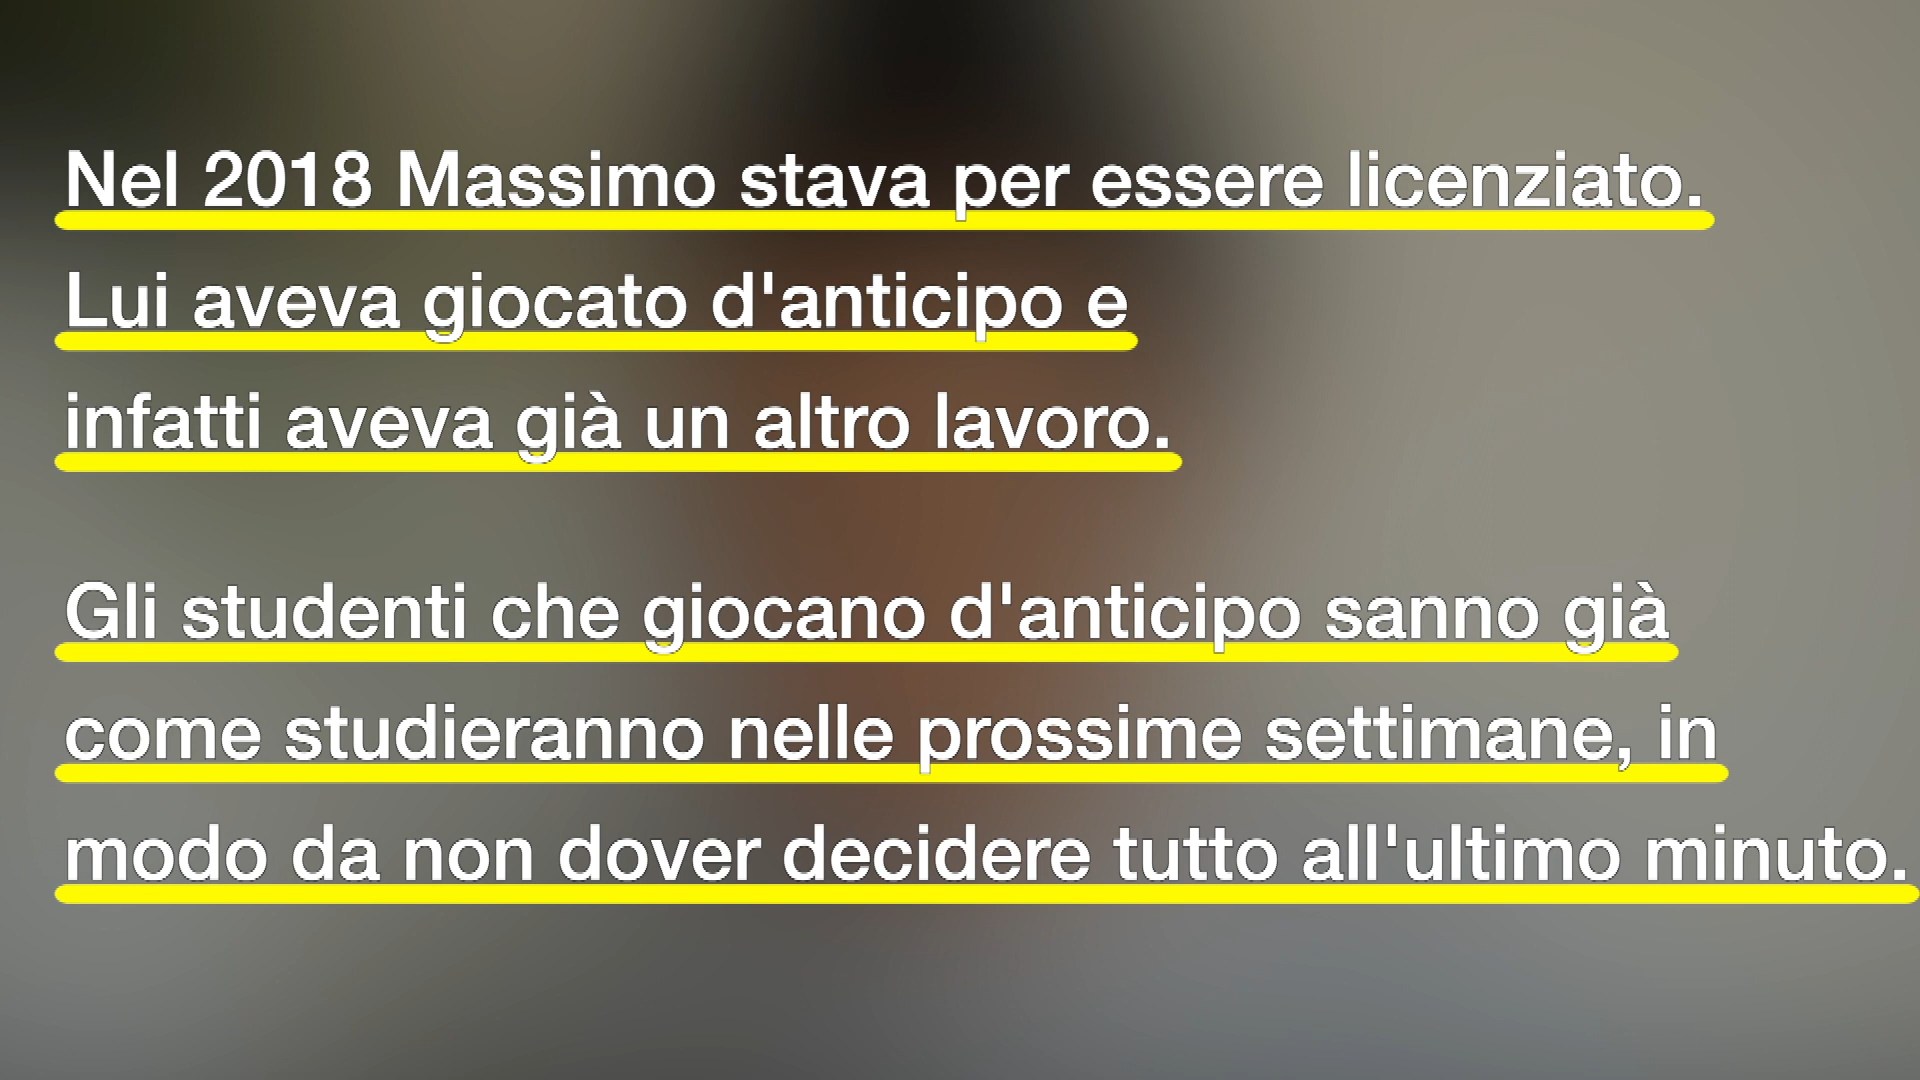 Nel 2018 Massimo stava per essere licenziato.
Lui aveva giocato d'anticipo e
infatti aveva già un altro lavoro.
Gli studenti che giocano d'anticipo sanno già
come studieranno nelle prossime settimane, in
modo da non dover decidere tutto all'ultimo minuto.